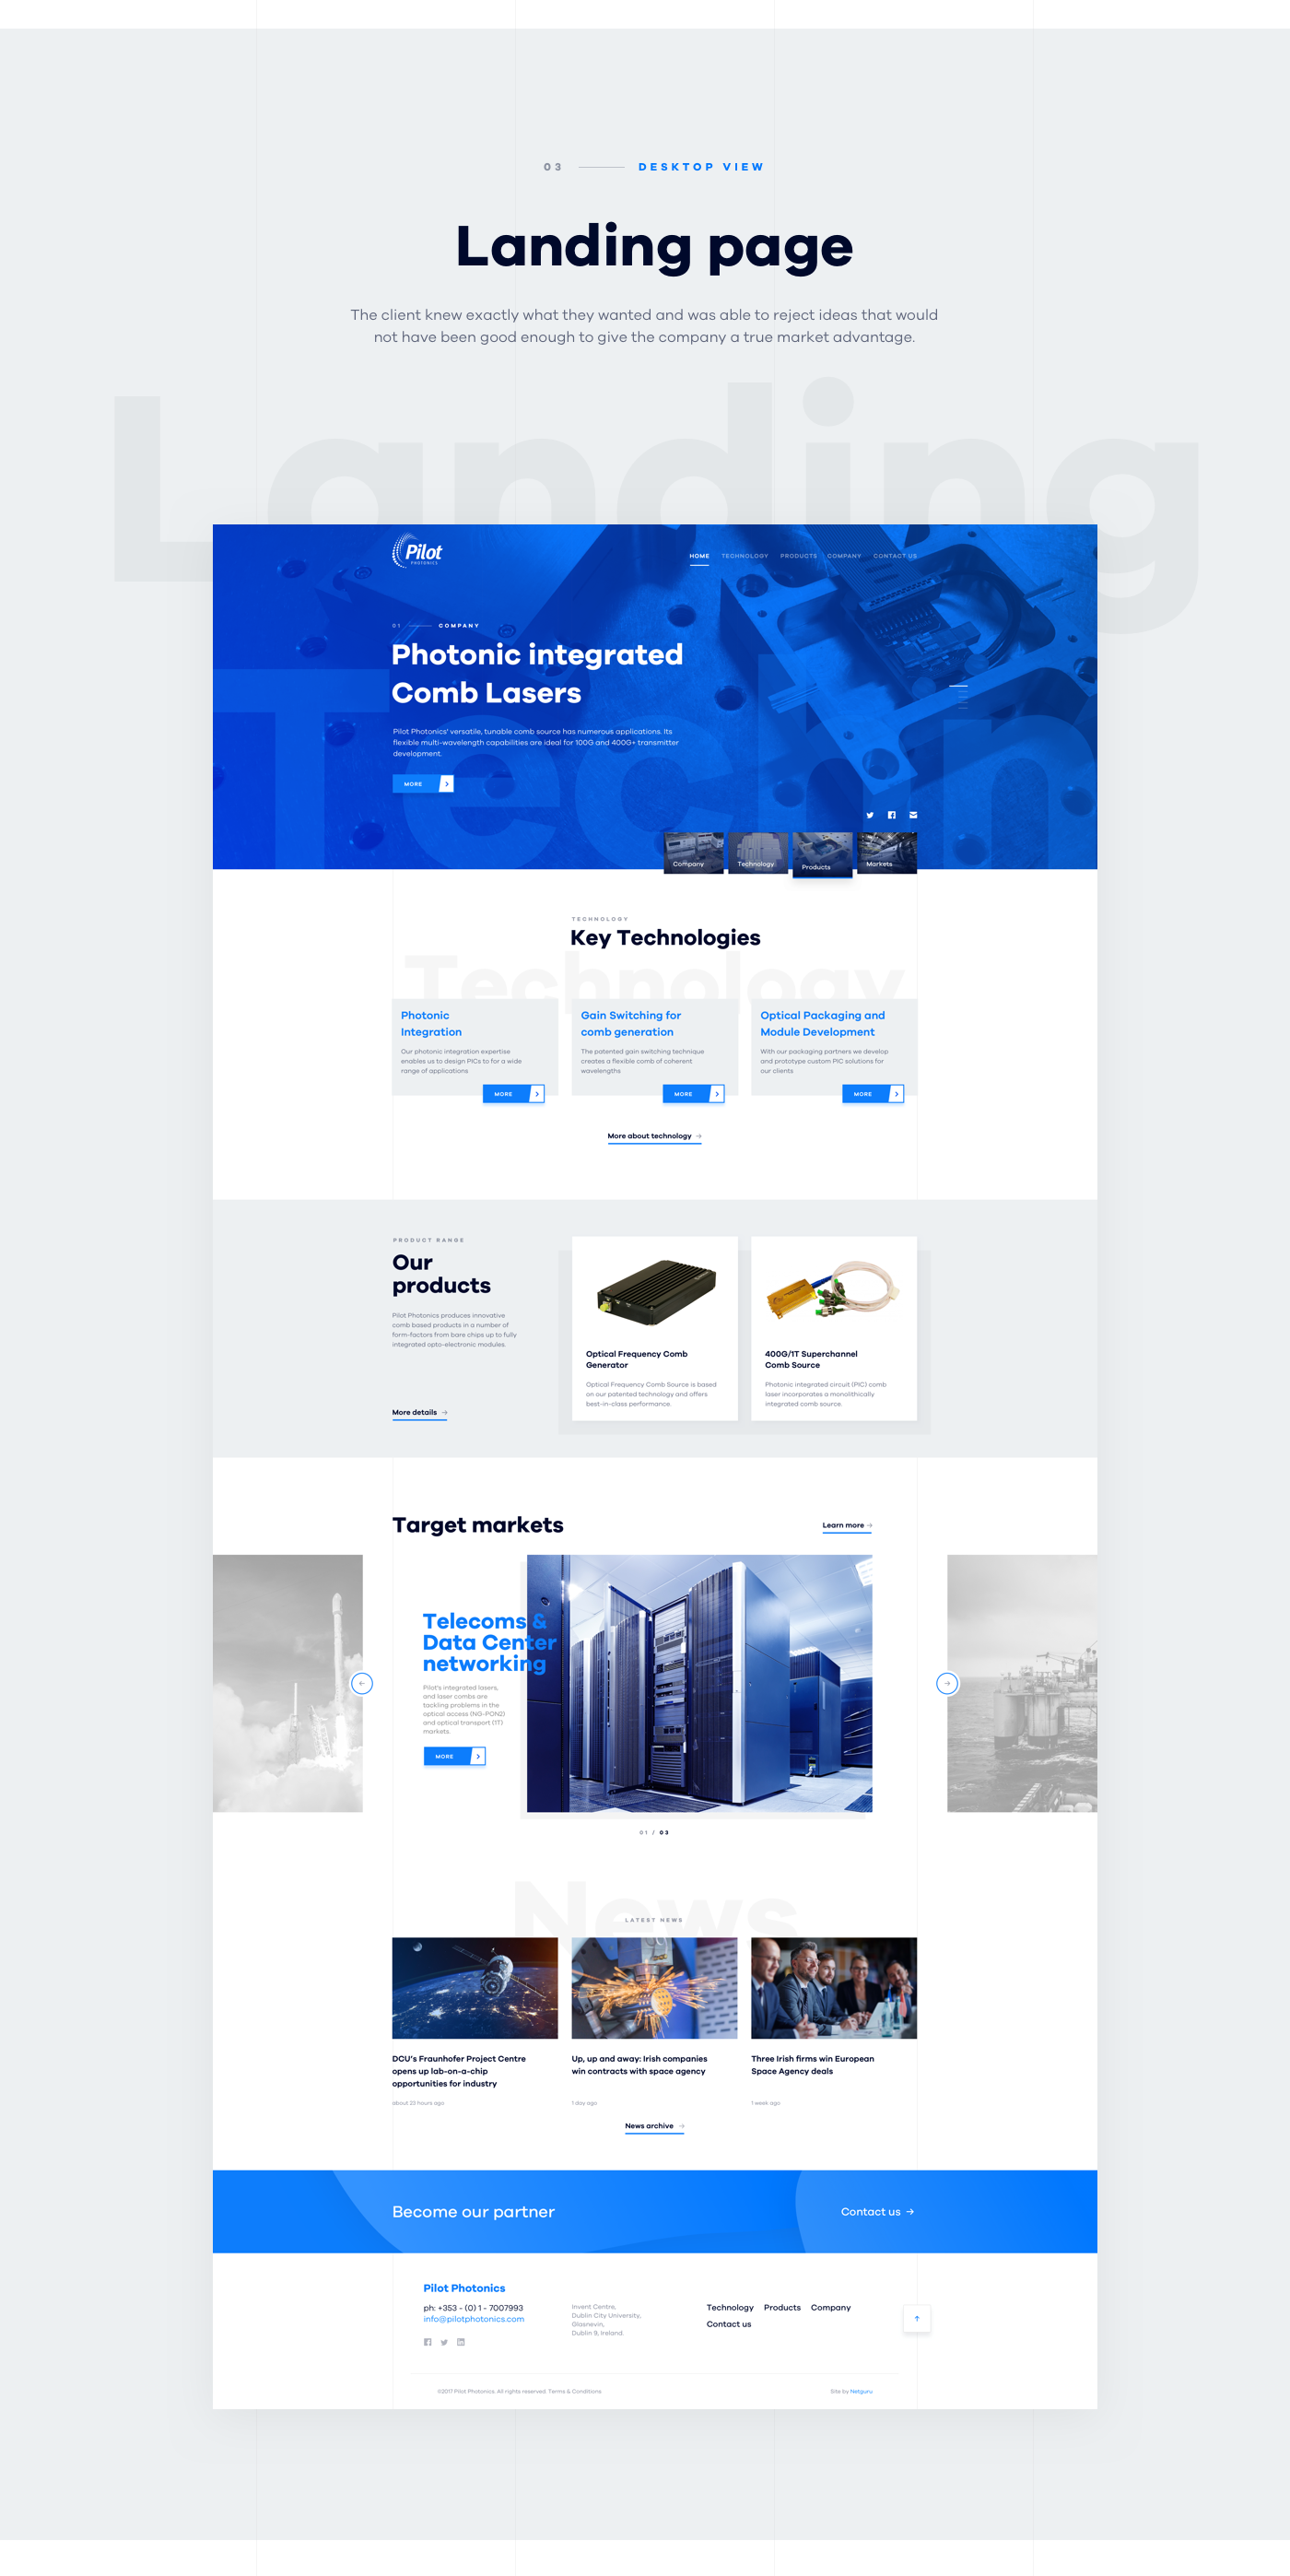 03 DESKTOP VIEW
Landing page
The client knew exactly what they wanted and was able to reject ideas that would
not have been good enough to give the company a true market advantage.
Landing
Pilot
PHOTONICS
HOME TECHNOLOGY PRODUCTS COMPANY CONTACT US
01 COMPANY
Photonic integrated
Comb Lasers
Tech
Pilot Photonics' versatile, tunable comb source has numerous applications. Its
flexible multi-wavelength capabilities are ideal for 100G and 400G+ transmitter
development.
MORE
Company Technology Products Markets
TECHNOLOGY
Key Technologies
Technology
Photonic
Integration
Our photonic integration expertise
enables us to design PICs to for a wide
range of applications
MORE
Gain Switching for
comb generation
The patented gain switching technique
creates a flexible comb of coherent
wavelengths
MORE
Optical Packaging and
Module Development
With our packaging partners we develop
and prototype custom PIC solutions for
our clients
MORE
More about technology →
PRODUCT RANGE
Our
products
Pilot Photonics produces innovative
comb based products in a number of
form-factors from bare chips up to fully
integrated opto-electronic modules.
More details →
Optical Frequency Comb
Generator
Optical Frequency Comb Source is based
on our patented technology and offers
best-in-class performance.
400G/1T Superchannel
Comb Source
Photonic integrated circuit (PIC) comb
laser incorporates a monolithically
integrated comb source.
Target markets
Learn more →
Telecoms &
Data Center
networking
Pilot's integrated lasers,
and laser combs are
tackling problems in the
optical access (NG-PON2)
and optical transport (1T)
markets.
MORE
01 / 03
News
LATEST NEWS
DCU's Fraunhofer Project Centre
opens up lab-on-a-chip
opportunities for industry
about 23 hours ago
Up, up and away: Irish companies
win contracts with space agency
1 day ago
Three Irish firms win European
Space Agency deals
1 week ago
News archive →
Become our partner
Contact us →
Pilot Photonics
ph: +353 - (0) 1 - 7007993
info@pilotphotonics.com
Invent Centre,
Dublin City University,
Glasnevin,
Dublin 9, Ireland.
Technology Products Company
Contact us
©2017 Pilot Photonics. All rights reserved. Terms & Conditions
Site by Netguru